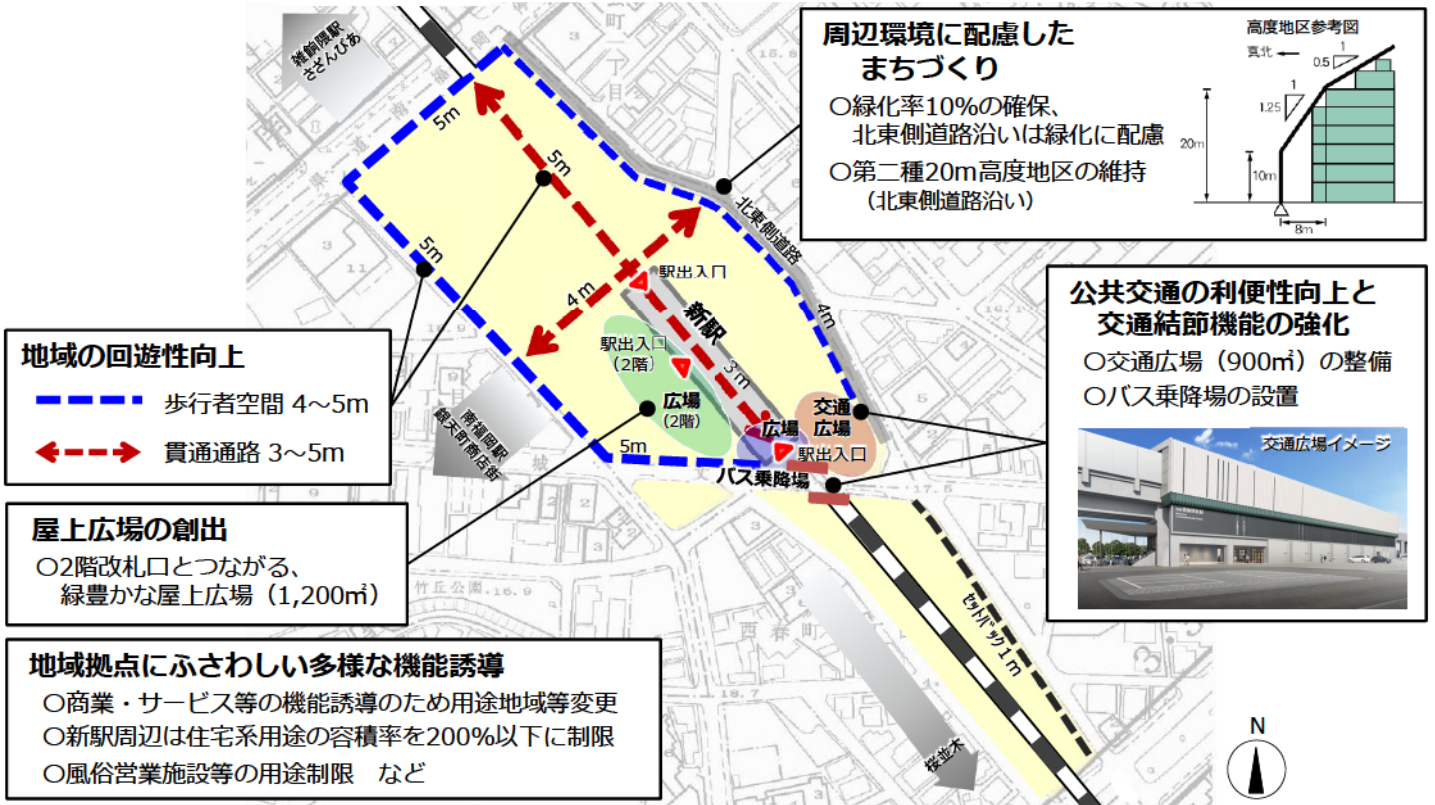 周辺環境に配慮した
まちづくり
○緑化率10%の確保、
北東側道路沿いは緑化に配慮
○第二種20m高度地区の維持
（北東側道路沿い）
高度地区参考図
真北
1
0.5
1
1.25
20m
10m
8m
雑餉隈駅
さざんぴあ
5m
5m
5m
北東側道路
駅出入口
4m
新駅
4m
駅出入口
（2階）
3m
広場
（2階）
交通
広場
広場
駅出入口
5m
バス乗降場
南福岡駅
銀天町商店街
竹丘公園
西春町
16.9
18.7
セットバック1m
桜並木
N
地域の回遊性向上
歩行者空間 4～5m
貫通通路 3～5m
屋上広場の創出
○2階改札口とつながる、
緑豊かな屋上広場（1,200㎡）
地域拠点にふさわしい多様な機能誘導
○商業・サービス等の機能誘導のため用途地域等変更
○新駅周辺は住宅系用途の容積率を200%以下に制限
○風俗営業施設等の用途制限　など
公共交通の利便性向上と
交通結節機能の強化
○交通広場（900㎡）の整備
○バス乗降場の設置
交通広場イメージ